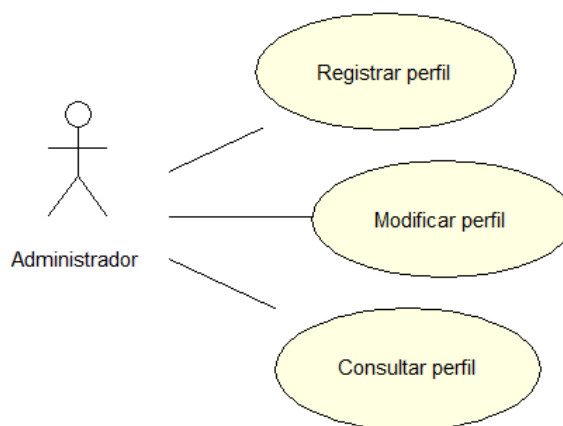 Registrar perfil
Modificar perfil
Administrador
Consultar perfil